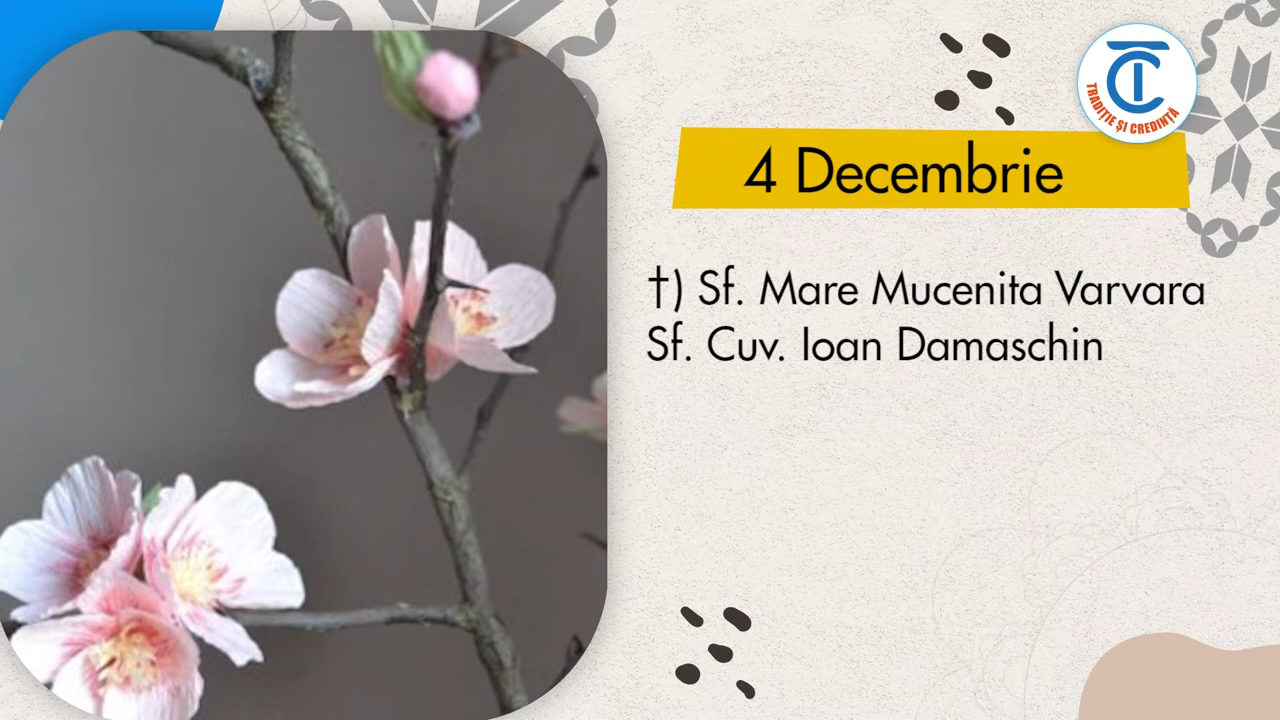 TRADIȚIE ȘI CREDINȚĂ
4 Decembrie
†) Sf. Mare Mucenita Varvara
Sf. Cuv. Ioan Damaschin